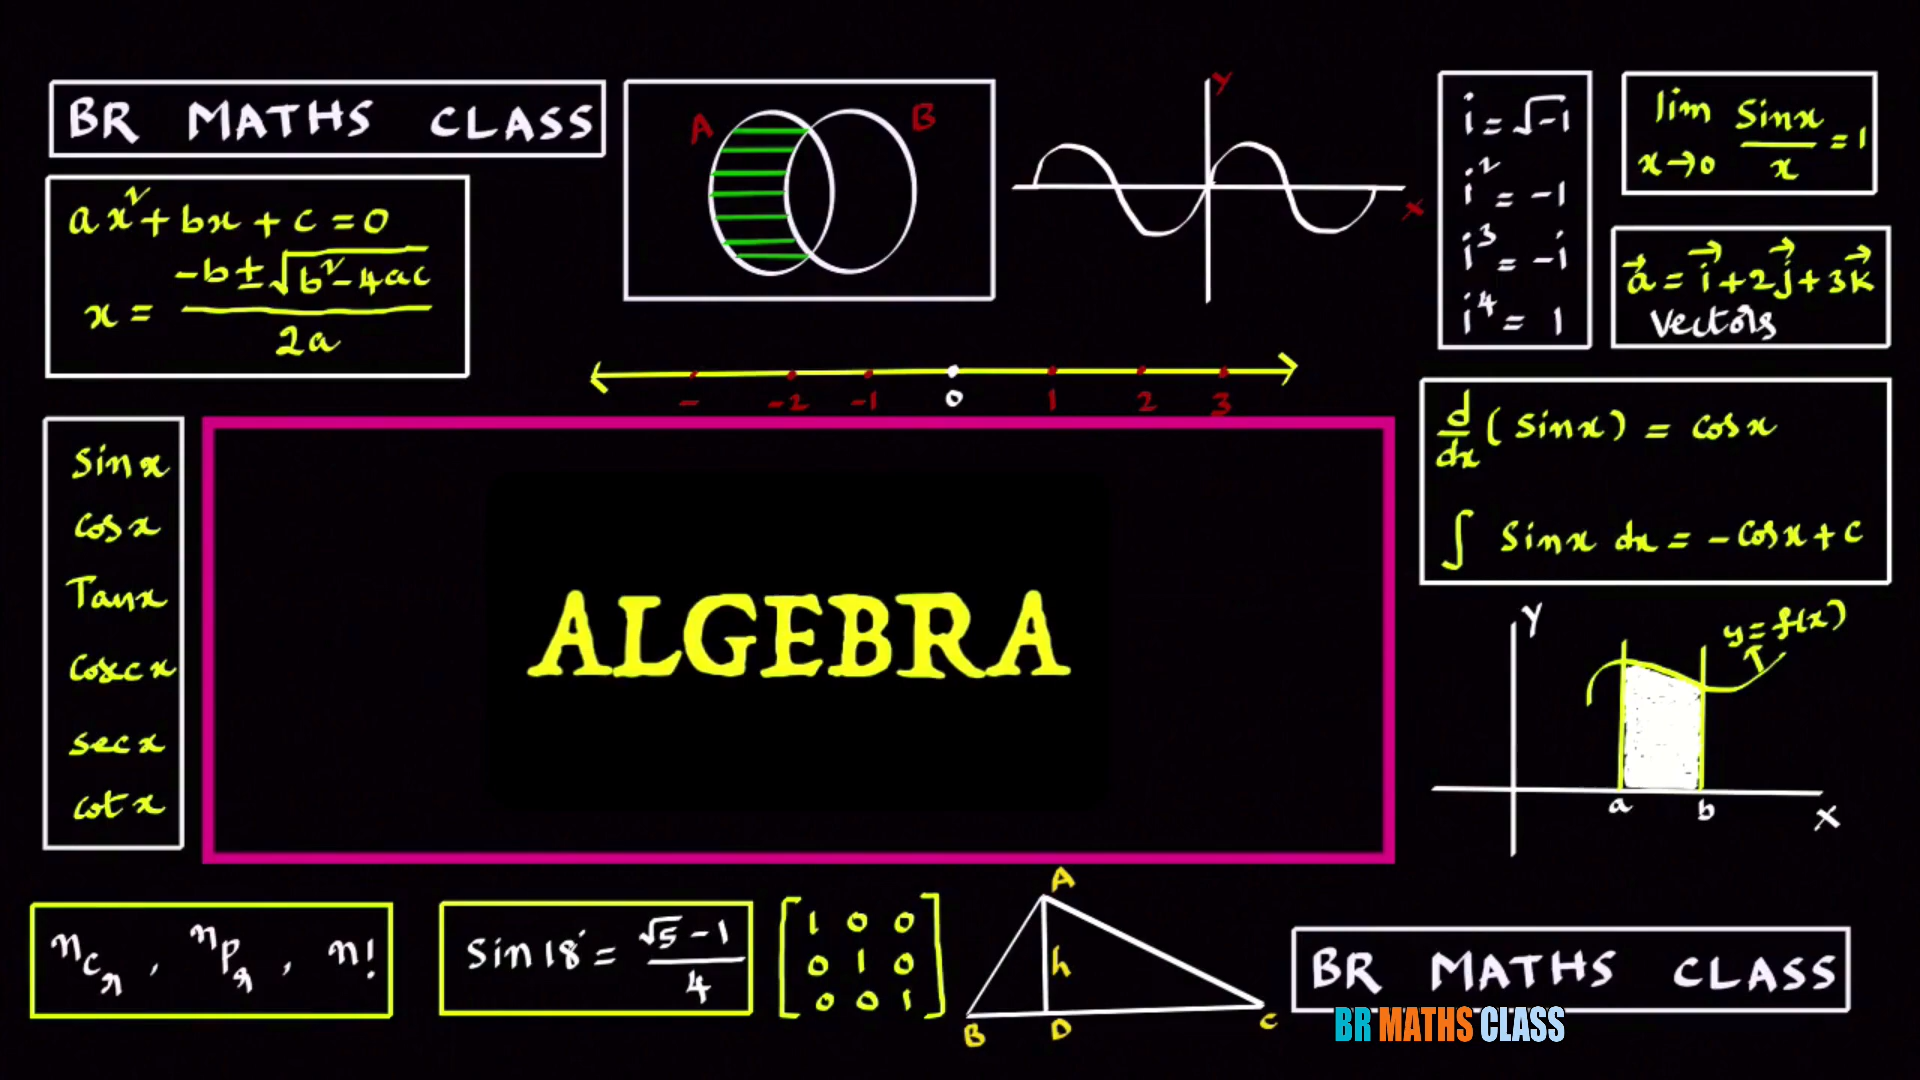 BR MATHS CLASS
ax²+bx+c=0
x = -b±√b²-4ac
2a
A
B
Y
X
i=√-1
i²=-1
i³=-i
i⁴=1
lim sinx
x→0 x =1
a⃗=i⃗+2j⃗+3k⃗
Vectors
- -2 -1 0 1 2 3
sinx
cosx
Tanx
cosecx
secx
cotx
ALGEBRA
d
dx (sinx) = cosx
∫ sinx dx = -cosx+c
Y
y=f(x)
a b X
ⁿCᵣ, ⁿPᵣ, n!
Sin18°= √5-1
4
1 0 0
0 1 0
0 0 1
A
h
B D C
BR MATHS CLASS
BR MATHS CLASS